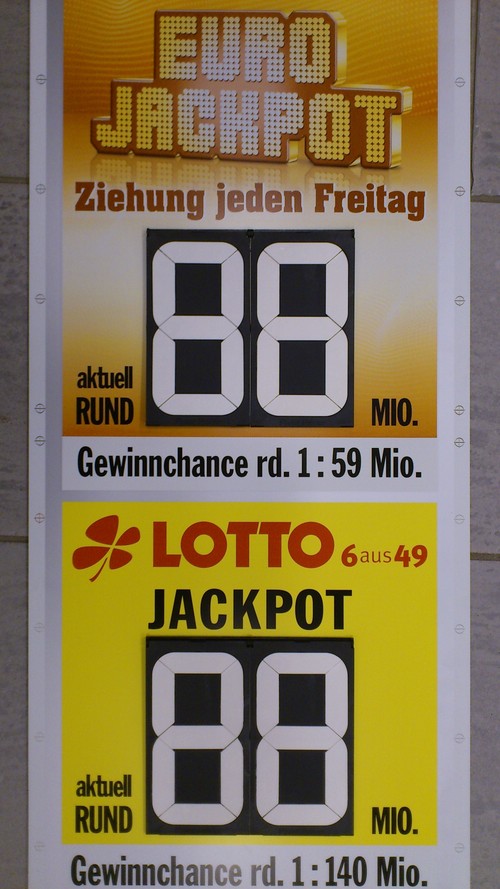 EURO
JACKPOT
Ziehung jeden Freitag
88
aktuell
RUND MIO.
Gewinnchance rd. 1:59 Mio.
LOTTO 6aus49
JACKPOT
88
aktuell
RUND MIO.
Gewinnchance rd. 1:140 Mio.